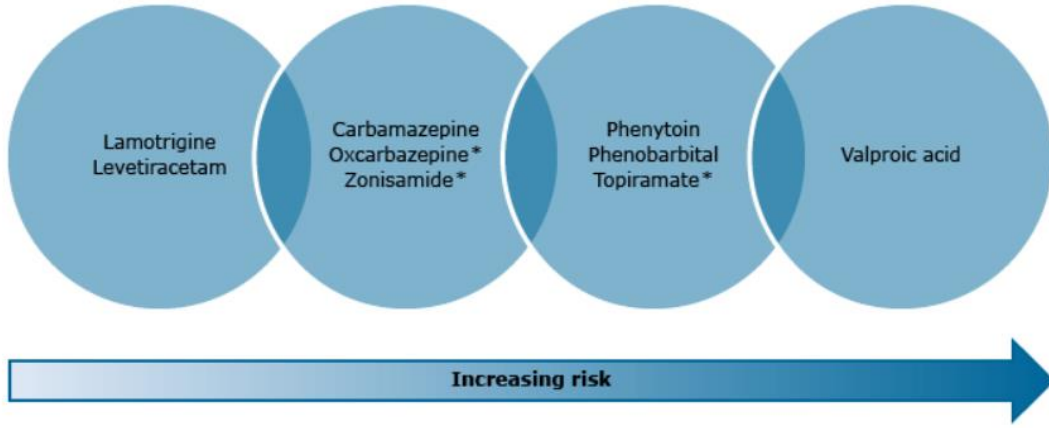 Lamotrigine
Levetiracetam
Carbamazepine
Oxcarbazepine*
Zonisamide*
Phenytoin
Phenobarbital
Topiramate*
Valproic acid
Increasing risk